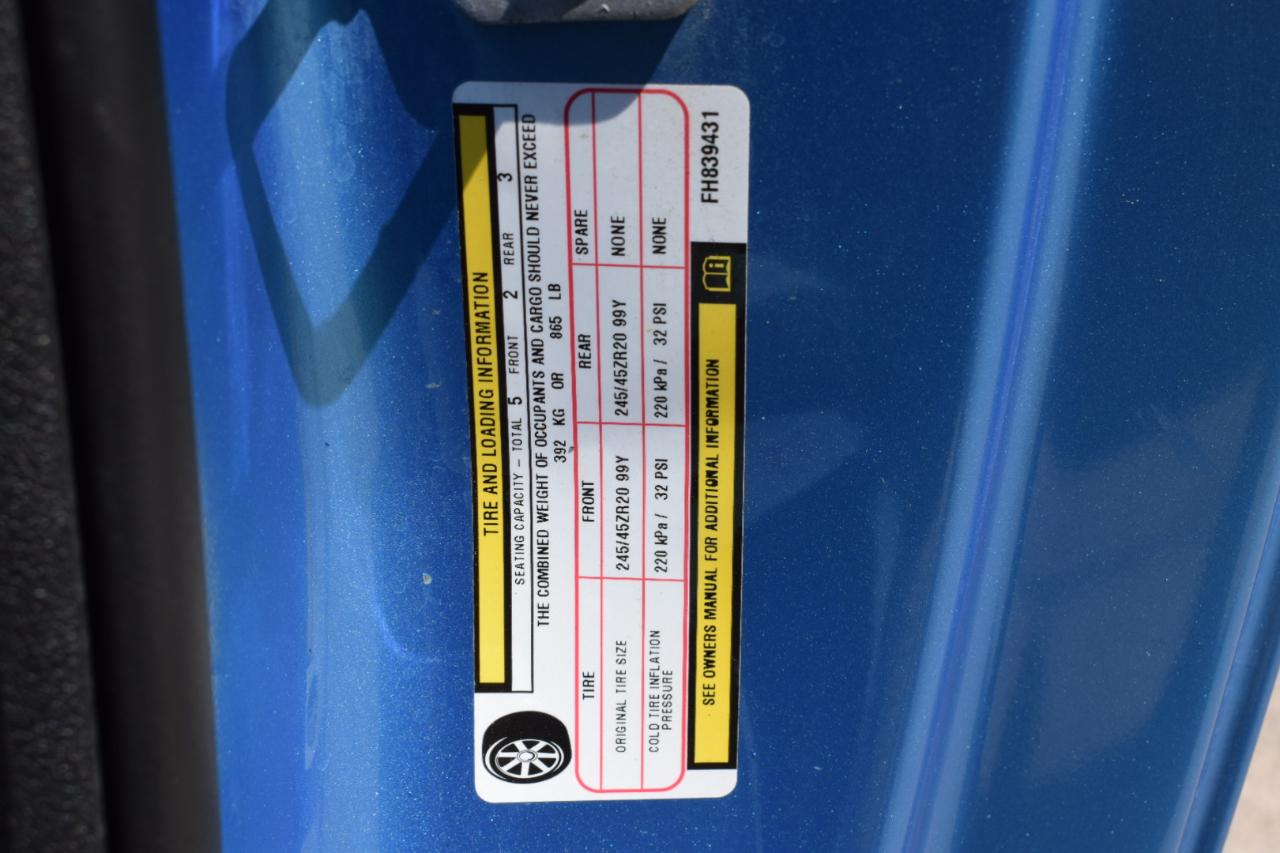 TIRE AND LOADING INFORMATION
SEATING CAPACITY – TOTAL 5 FRONT 2 REAR 3
THE COMBINED WEIGHT OF OCCUPANTS AND CARGO SHOULD NEVER EXCEED
392 KG OR 865 LB
TIRE FRONT REAR SPARE
ORIGINAL TIRE SIZE 245/45ZR20 99Y 245/45ZR20 99Y NONE
COLD TIRE INFLATION PRESSURE 220 kPa / 32 PSI 220 kPa / 32 PSI NONE
SEE OWNERS MANUAL FOR ADDITIONAL INFORMATION
FH839431